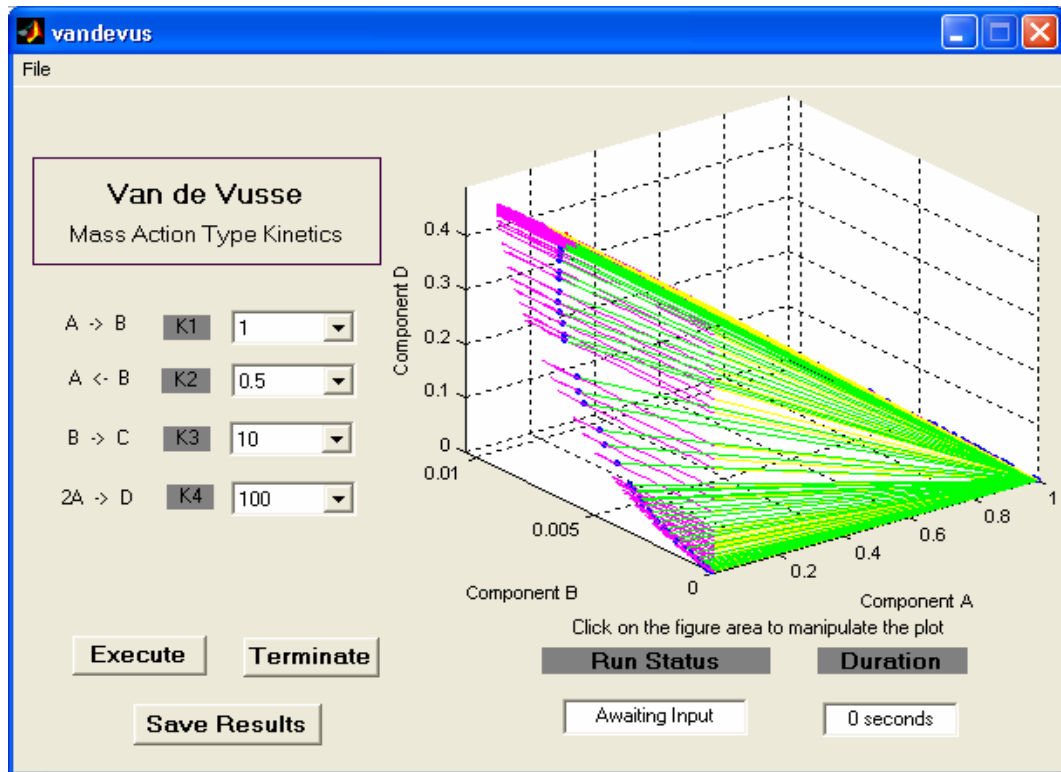 vandevus
File
Van de Vusse
Mass Action Type Kinetics
A -> B K1 1
A <- B K2 0.5
B -> C K3 10
2A -> D K4 100
Execute
Terminate
Save Results
Component D
0.4
0.3
0.2
0.1
0
0.01
0.005
0
Component B
0.2
0.4
0.6
0.8
1
Component A
Click on the figure area to manipulate the plot
Run Status
Duration
Awaiting Input
0 seconds